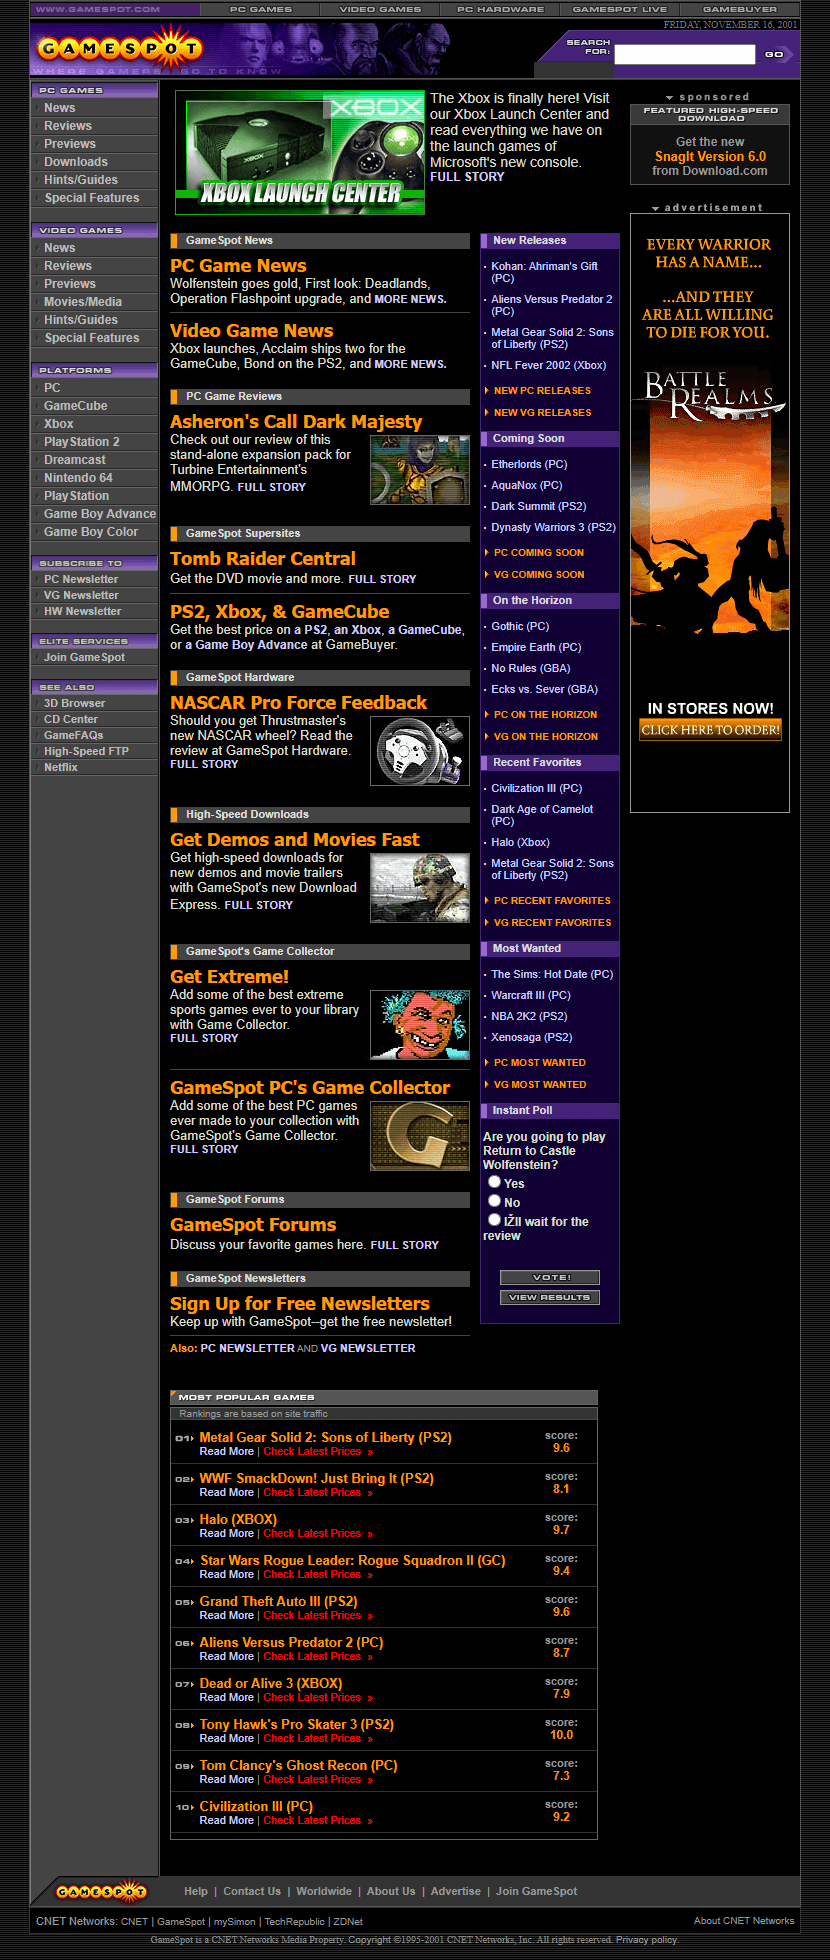 WWW.GAMESPOT.COM PC GAMES VIDEO GAMES PC HARDWARE GAMESPOT LIVE GAMEBUYER
FRIDAY, NOVEMBER 16, 2001
GAMESPOT
WHERE GAMERS GO TO KNOW
SEARCH FOR: GO
PC GAMES
News
Reviews
Previews
Downloads
Hints/Guides
Special Features
VIDEO GAMES
News
Reviews
Previews
Movies/Media
Hints/Guides
Special Features
PLATFORMS
PC
GameCube
Xbox
PlayStation 2
Dreamcast
Nintendo 64
PlayStation
Game Boy Advance
Game Boy Color
SUBSCRIBE TO
PC Newsletter
VG Newsletter
HW Newsletter
ELITE SERVICES
Join GameSpot
SEE ALSO
3D Browser
CD Center
GameFAQs
High-Speed FTP
Netflix
XBOX
XBOX
XBOX LAUNCH CENTER
The Xbox is finally here! Visit
our Xbox Launch Center and
read everything we have on
the launch games of
Microsoft's new console.
FULL STORY
GameSpot News
PC Game News
Wolfenstein goes gold, First look: Deadlands,
Operation Flashpoint upgrade, and MORE NEWS.
Video Game News
Xbox launches, Acclaim ships two for the
GameCube, Bond on the PS2, and MORE NEWS.
PC Game Reviews
Asheron's Call Dark Majesty
Check out our review of this
stand-alone expansion pack for
Turbine Entertainment's
MMORPG. FULL STORY
GameSpot Supersites
Tomb Raider Central
Get the DVD movie and more. FULL STORY
PS2, Xbox, & GameCube
Get the best price on a PS2, an Xbox, a GameCube,
or a Game Boy Advance at GameBuyer.
GameSpot Hardware
NASCAR Pro Force Feedback
Should you get Thrustmaster's
new NASCAR wheel? Read the
review at GameSpot Hardware.
FULL STORY
High-Speed Downloads
Get Demos and Movies Fast
Get high-speed downloads for
new demos and movie trailers
with GameSpot's new Download
Express. FULL STORY
GameSpot's Game Collector
Get Extreme!
Add some of the best extreme
sports games ever to your library
with Game Collector.
FULL STORY
GameSpot PC's Game Collector
Add some of the best PC games
ever made to your collection with
GameSpot's Game Collector.
FULL STORY
G
GameSpot Forums
GameSpot Forums
Discuss your favorite games here. FULL STORY
GameSpot Newsletters
Sign Up for Free Newsletters
Keep up with GameSpot--get the free newsletter!
Also: PC NEWSLETTER AND VG NEWSLETTER
New Releases
Kohan: Ahriman's Gift
(PC)
Aliens Versus Predator 2
(PC)
Metal Gear Solid 2: Sons
of Liberty (PS2)
NFL Fever 2002 (Xbox)
NEW PC RELEASES
NEW VG RELEASES
Coming Soon
Etherlords (PC)
AquaNox (PC)
Dark Summit (PS2)
Dynasty Warriors 3 (PS2)
PC COMING SOON
VG COMING SOON
On the Horizon
Gothic (PC)
Empire Earth (PC)
No Rules (GBA)
Ecks vs. Sever (GBA)
PC ON THE HORIZON
VG ON THE HORIZON
Recent Favorites
Civilization III (PC)
Dark Age of Camelot
(PC)
Halo (Xbox)
Metal Gear Solid 2: Sons
of Liberty (PS2)
PC RECENT FAVORITES
VG RECENT FAVORITES
Most Wanted
The Sims: Hot Date (PC)
Warcraft III (PC)
NBA 2K2 (PS2)
Xenosaga (PS2)
PC MOST WANTED
VG MOST WANTED
Instant Poll
Are you going to play
Return to Castle
Wolfenstein?
Yes
No
IŽll wait for the
review
VOTE!
VIEW RESULTS
sponsored
FEATURED HIGH-SPEED
DOWNLOAD
Get the new
SnagIt Version 6.0
from Download.com
advertisement
EVERY WARRIOR
HAS A NAME...
...AND THEY
ARE ALL WILLING
TO DIE FOR YOU.
BATTLE
REALMS
IN STORES NOW!
CLICK HERE TO ORDER!
MOST POPULAR GAMES
Rankings are based on site traffic
01 Metal Gear Solid 2: Sons of Liberty (PS2) score:
Read More | Check Latest Prices » 9.6
02 WWF SmackDown! Just Bring It (PS2) score:
Read More | Check Latest Prices » 8.1
03 Halo (XBOX) score:
Read More | Check Latest Prices » 9.7
04 Star Wars Rogue Leader: Rogue Squadron II (GC) score:
Read More | Check Latest Prices » 9.4
05 Grand Theft Auto III (PS2) score:
Read More | Check Latest Prices » 9.6
06 Aliens Versus Predator 2 (PC) score:
Read More | Check Latest Prices » 8.7
07 Dead or Alive 3 (XBOX) score:
Read More | Check Latest Prices » 7.9
08 Tony Hawk's Pro Skater 3 (PS2) score:
Read More | Check Latest Prices » 10.0
09 Tom Clancy's Ghost Recon (PC) score:
Read More | Check Latest Prices » 7.3
10 Civilization III (PC) score:
Read More | Check Latest Prices » 9.2
GAMESPOT Help | Contact Us | Worldwide | About Us | Advertise | Join GameSpot
CNET Networks: CNET | GameSpot | mySimon | TechRepublic | ZDNet About CNET Networks
GameSpot is a CNET Networks Media Property. Copyright ©1995-2001 CNET Networks, Inc. All rights reserved. Privacy policy.